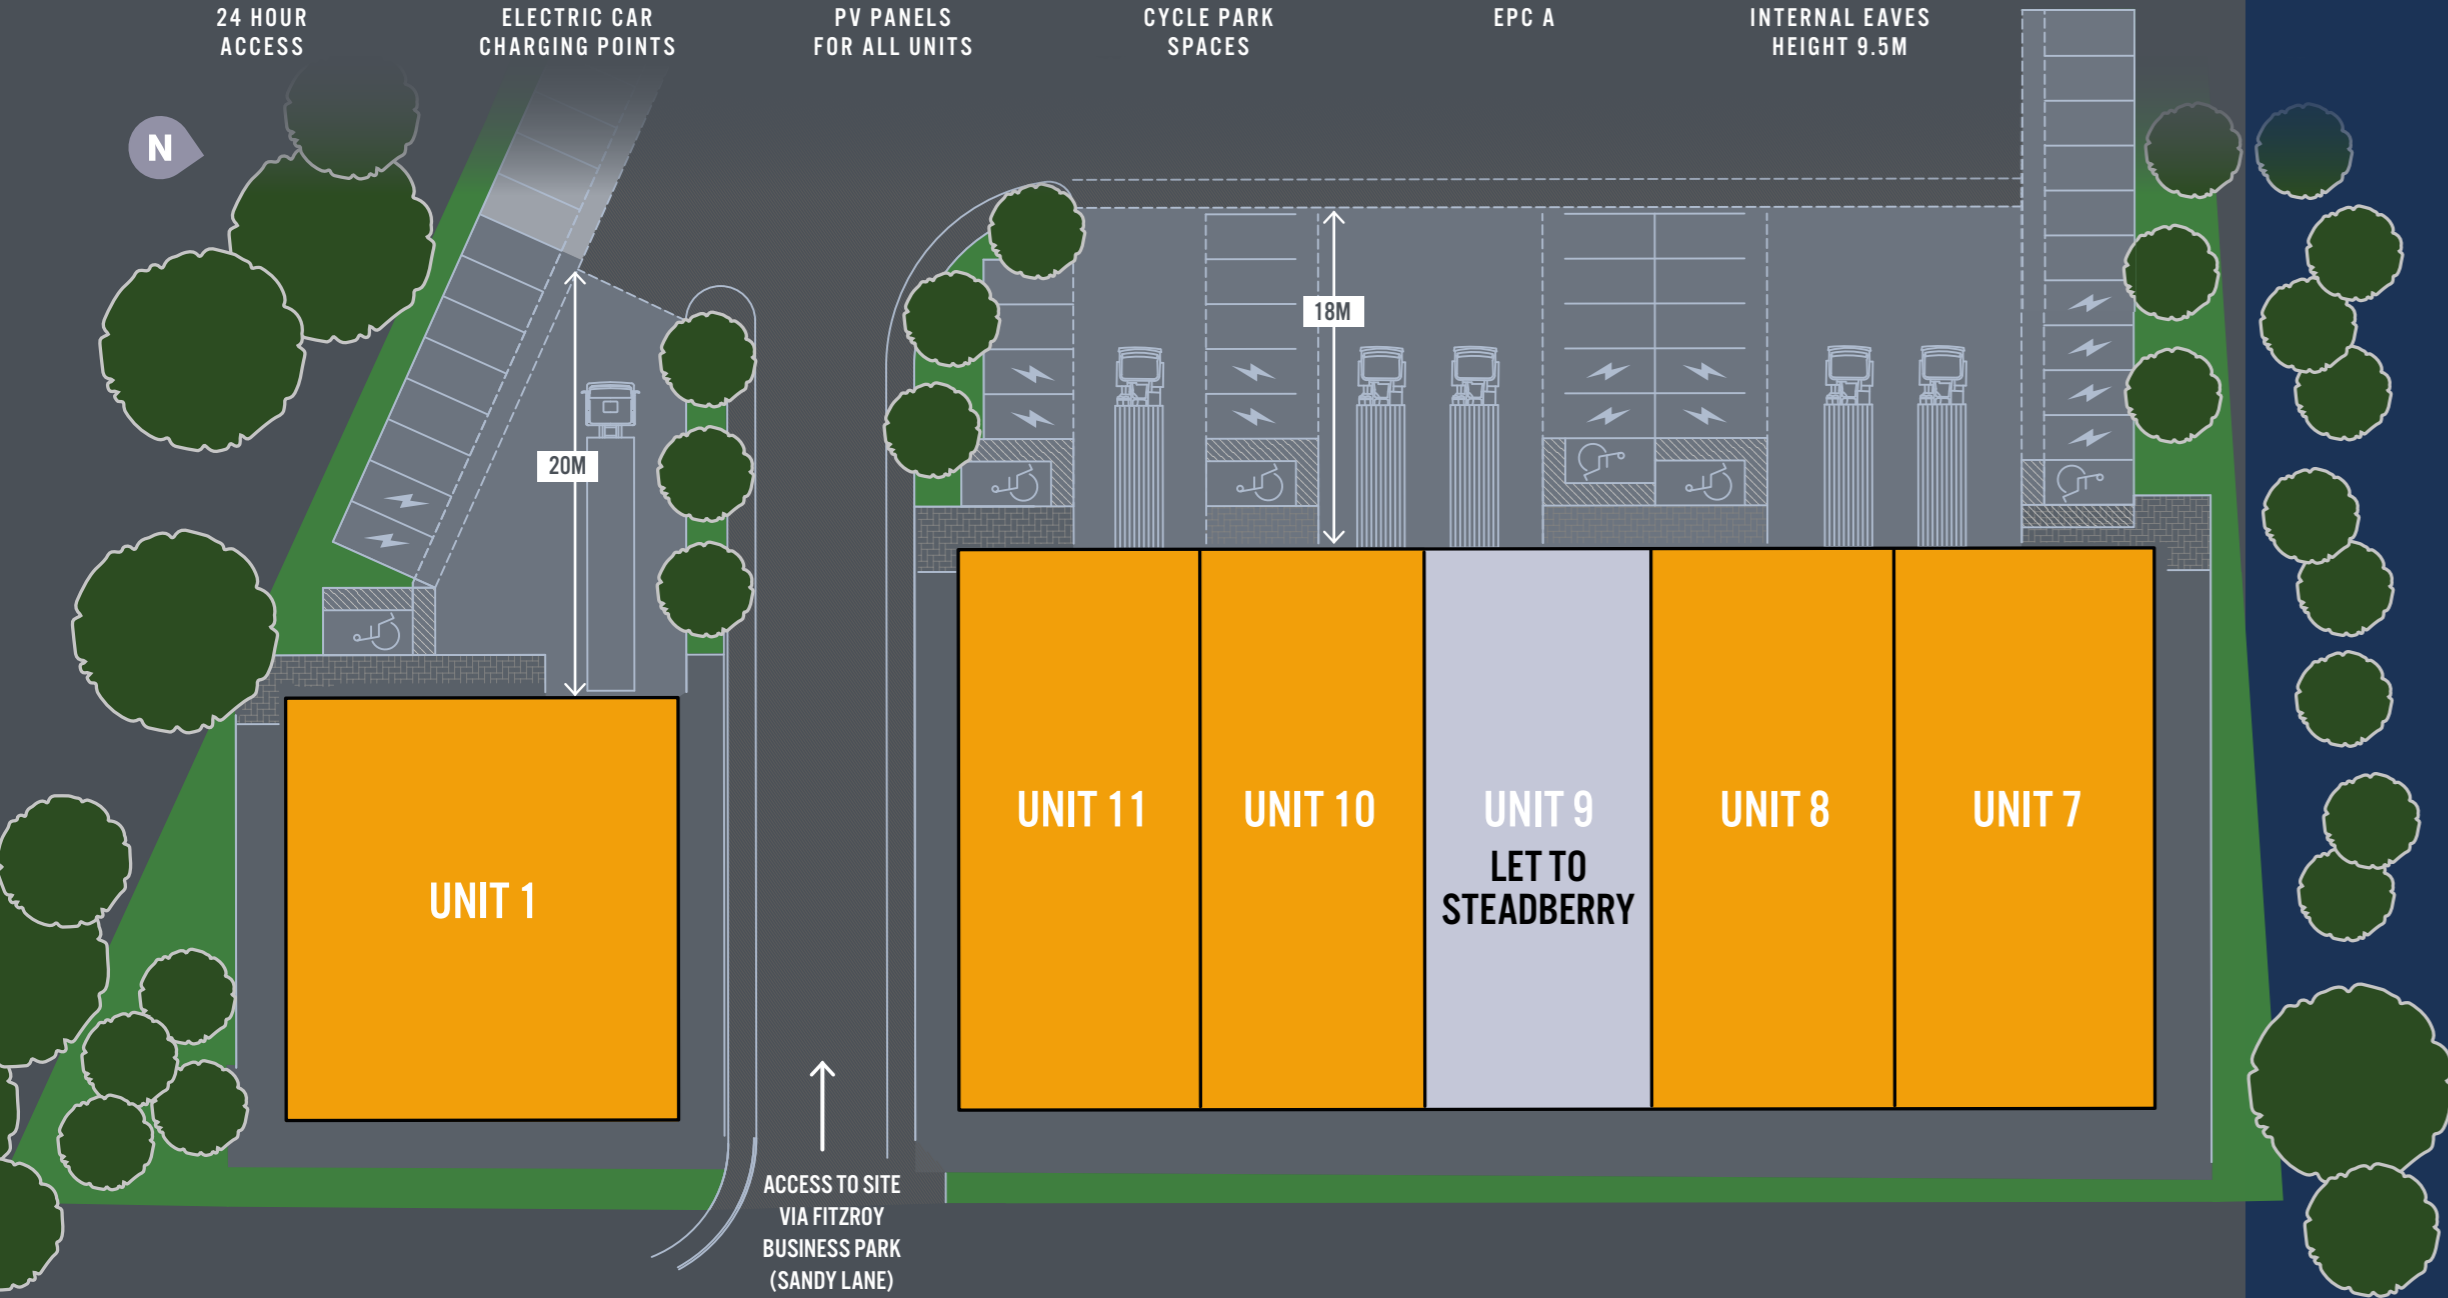 24 HOUR
ACCESS
ELECTRIC CAR
CHARGING POINTS
PV PANELS
FOR ALL UNITS
CYCLE PARK
SPACES
EPC A
INTERNAL EAVES
HEIGHT 9.5M
N
18M
20M
UNIT 11
UNIT 10
UNIT 9
LET TO
STEADBERRY
UNIT 8
UNIT 7
UNIT 1
ACCESS TO SITE
VIA FITZROY
BUSINESS PARK
(SANDY LANE)